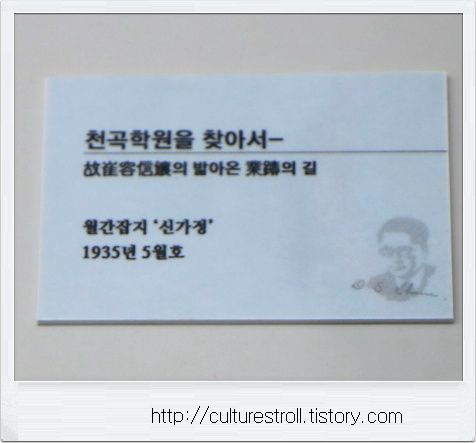 천곡학원을 찾아서-
故崔容信孃의 밟아온 業蹟의 길
월간잡지 '신가정'
1935년 5월호
http://culturestroll.tistory.com